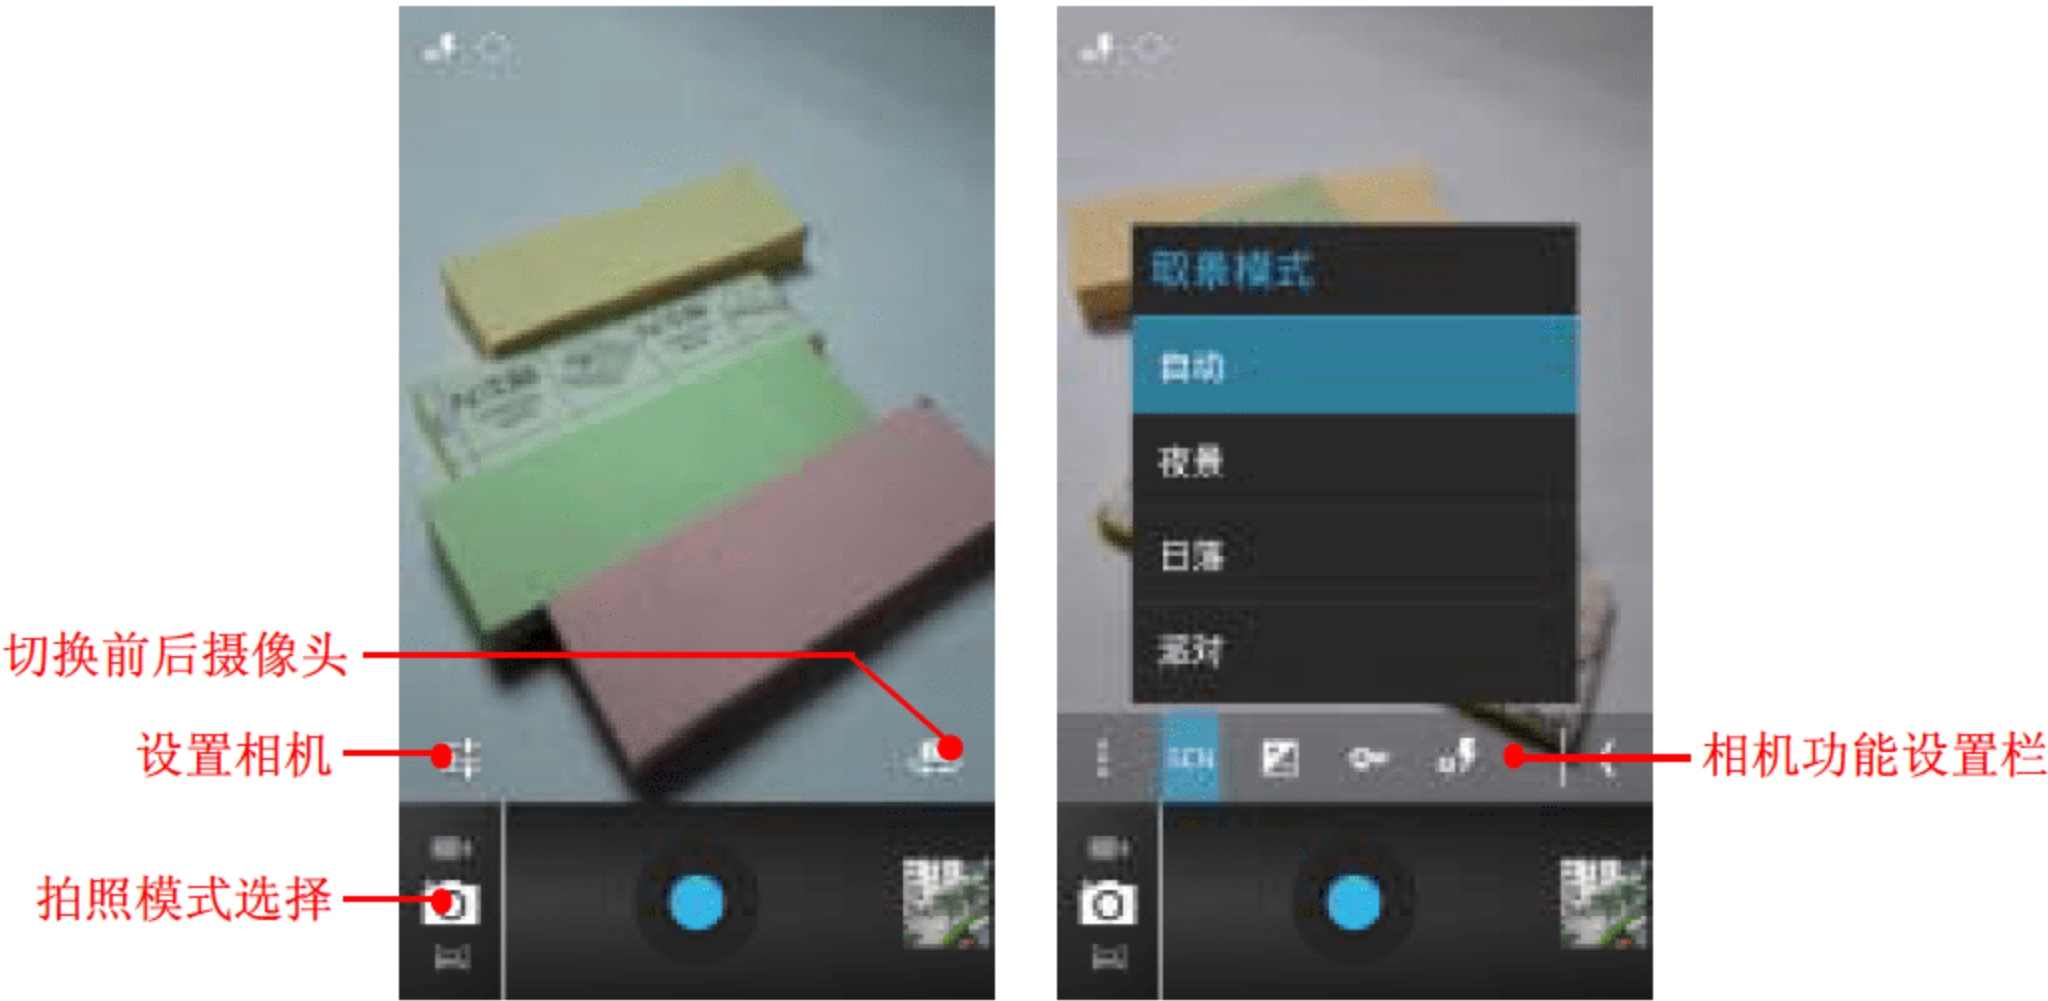 切换前后摄像头
设置相机
拍照模式选择
取景模式
自动
夜景
日落
派对
SCN
相机功能设置栏